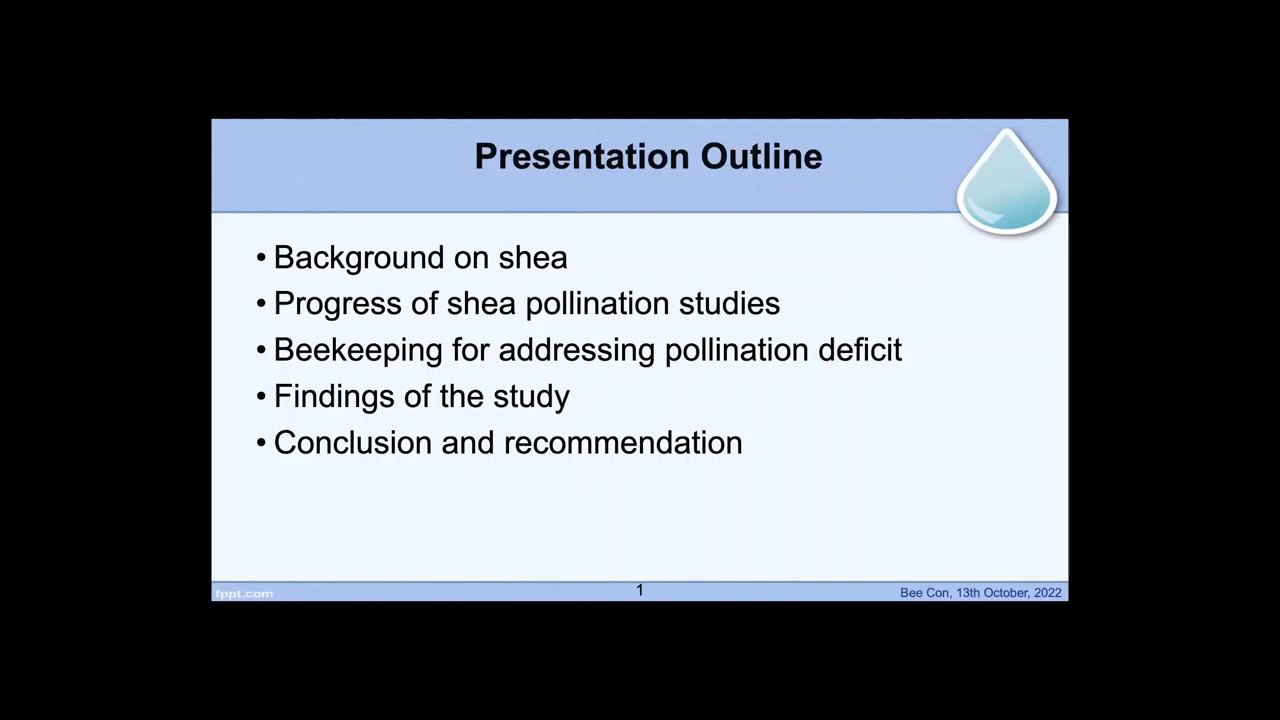 Presentation Outline
• Background on shea
• Progress of shea pollination studies
• Beekeeping for addressing pollination deficit
• Findings of the study
• Conclusion and recommendation
fppt.com
1
Bee Con, 13th October, 2022